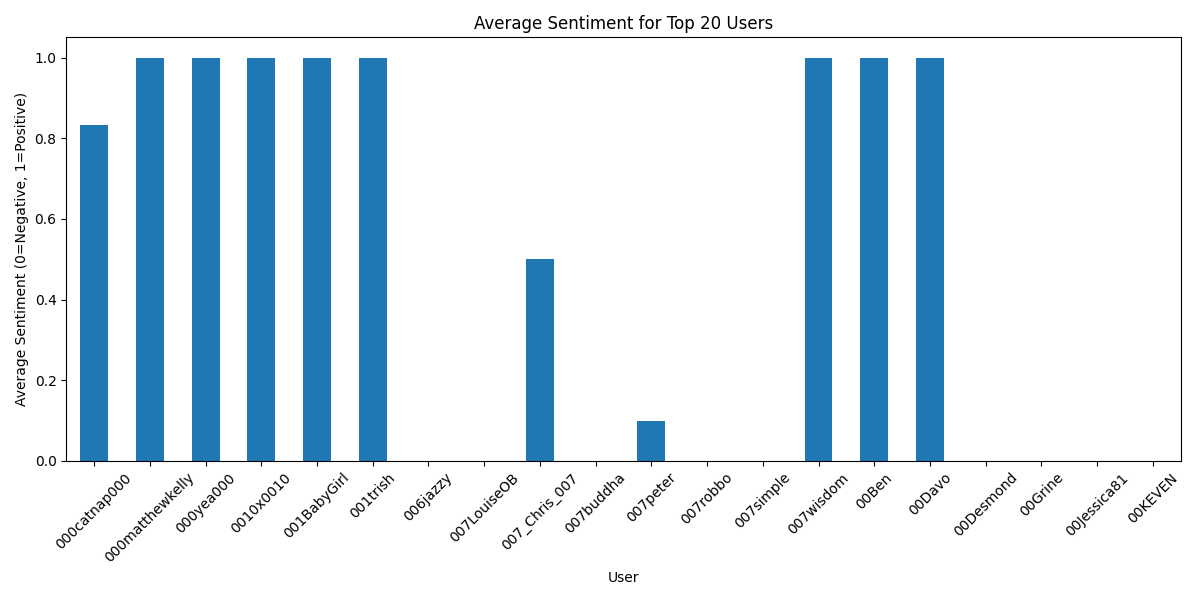 Average Sentiment for Top 20 Users
Average Sentiment (0=Negative, 1=Positive)
1.0
0.8
0.6
0.4
0.2
0.0
000catnap000
000matthewkelly
000yea000
0010x0010
001BabyGirl
001trish
006jazzy
007LouiseOB
007_Chris_007
007buddha
007peter
007robbo
007simple
007wisdom
00Ben
00Davo
00Desmond
00Grine
00Jessica81
00KEVEN
User